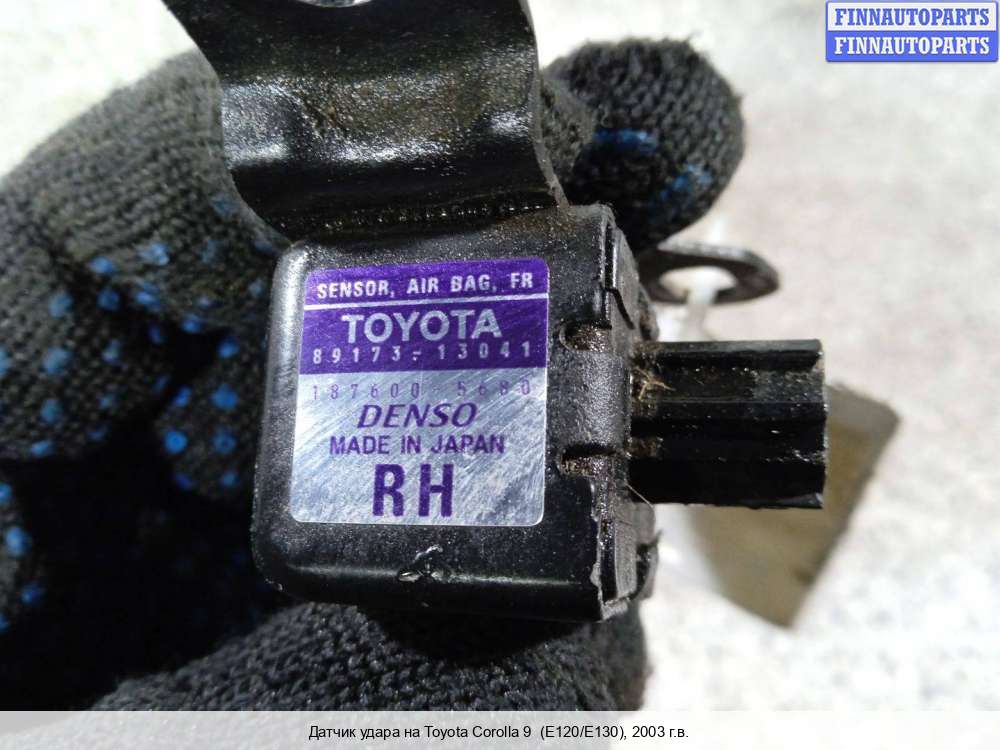 FINNAUTOPARTS
FINNAUTOPARTS
SENSOR, AIR BAG, FR
TOYOTA
89173-13041
187600 5680
DENSO
MADE IN JAPAN
RH
Датчик удара на Toyota Corolla 9 (E120/E130), 2003 г.в.